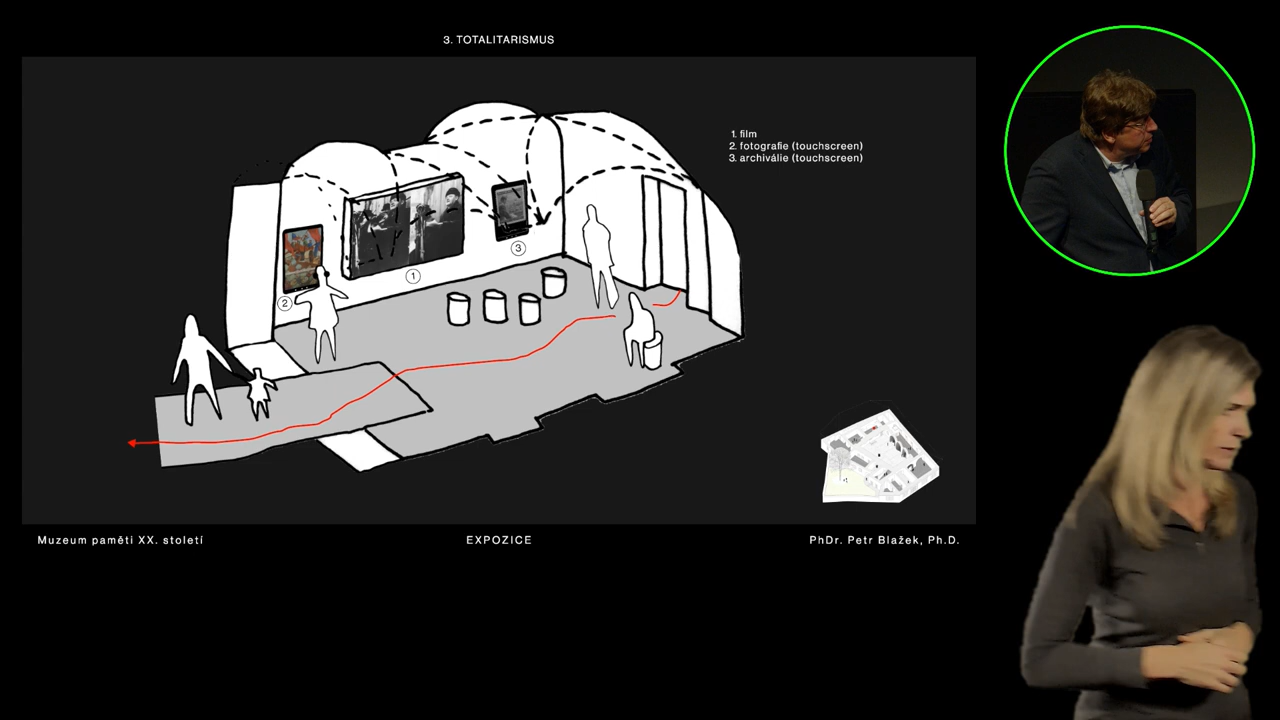 3. TOTALITARISMUS
1. film
2. fotografie (touchscreen)
3. archiválie (touchscreen)
3
1
2
Muzeum paměti XX. století
EXPOZICE
PhDr. Petr Blažek, Ph.D.